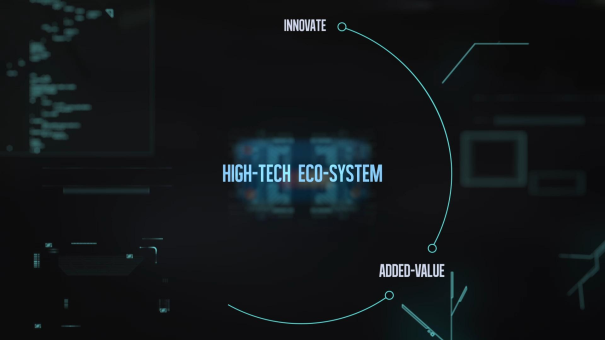 INNOVATE
HIGH-TECH ECO-SYSTEM
ADDED-VALUE